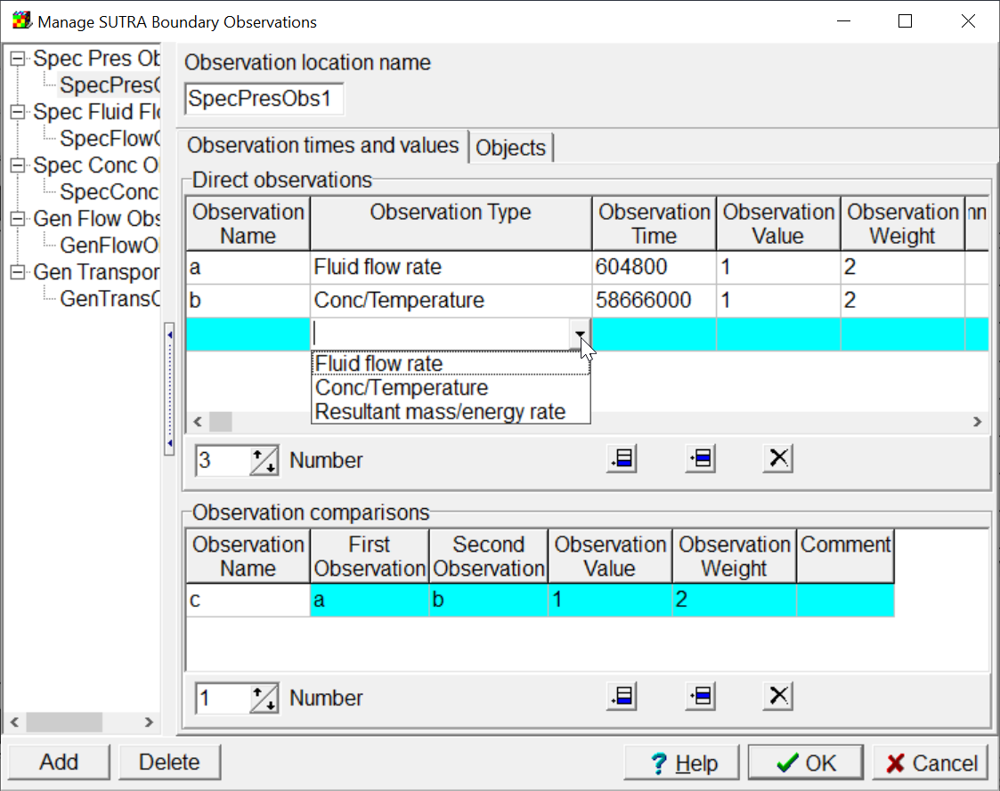 Manage SUTRA Boundary Observations
Spec Pres Ob
SpecPres
Spec Fluid Flo
SpecFlow
Spec Conc O
SpecConc
Gen Flow Obs
GenFlowO
Gen Transpor
GenTrans
Observation location name
SpecPresObs1
Observation times and values
Objects
Direct observations
Observation Name Observation Type Observation Time Observation Value Observation Weight
a Fluid flow rate 604800 1 2
b Conc/Temperature 58666000 1 2
Fluid flow rate
Conc/Temperature
Resultant mass/energy rate
3 Number
Observation comparisons
Observation Name First Observation Second Observation Observation Value Observation Weight Comment
c a b 1 2
1 Number
Add Delete ? Help OK Cancel